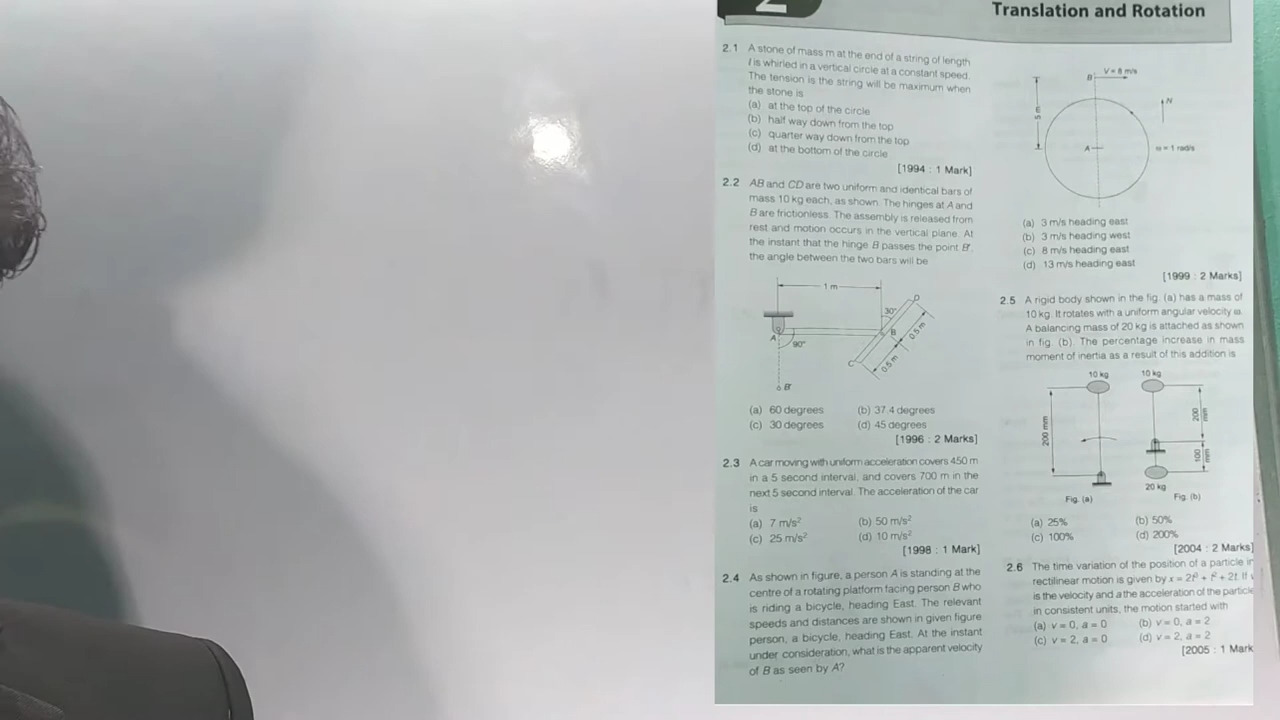 2
Translation and Rotation
2.1 A stone of mass m at the end of a string of length
l is whirled in a vertical circle at a constant speed.
The tension is the string will be maximum when
the stone is
(a) at the top of the circle
(b) half way down from the top
(c) quarter way down from the top
(d) at the bottom of the circle
[1994 : 1 Mark]
2.2 AB and CD are two uniform and identical bars of
mass 10 kg each, as shown. The hinges at A and
B are frictionless. The assembly is released from
rest and motion occurs in the vertical plane. At
the instant that the hinge B passes the point B',
the angle between the two bars will be
1 m
30°
D
A
90°
B
0.5 m
C
0.5 m
B'
(a) 60 degrees (b) 37.4 degrees
(c) 30 degrees (d) 45 degrees
[1996 : 2 Marks]
2.3 A car moving with uniform acceleration covers 450 m
in a 5 second interval, and covers 700 m in the
next 5 second interval. The acceleration of the car
is
(a) 7 m/s² (b) 50 m/s²
(c) 25 m/s² (d) 10 m/s²
[1998 : 1 Mark]
2.4 As shown in figure, a person A is standing at the
centre of a rotating platform facing person B who
is riding a bicycle, heading East. The relevant
speeds and distances are shown in given figure
person, a bicycle, heading East. At the instant
under consideration, what is the apparent velocity
of B as seen by A?
B V = 8 m/s
5 m
N
A
ω = 1 rad/s
(a) 3 m/s heading east
(b) 3 m/s heading west
(c) 8 m/s heading east
(d) 13 m/s heading east
[1999 : 2 Marks]
2.5 A rigid body shown in the fig. (a) has a mass of
10 kg. It rotates with a uniform angular velocity ω.
A balancing mass of 20 kg is attached as shown
in fig. (b). The percentage increase in mass
moment of inertia as a result of this addition is
10 kg 10 kg
200 mm
200 mm
100 mm
20 kg
Fig. (a) Fig. (b)
(a) 25% (b) 50%
(c) 100% (d) 200%
[2004 : 2 Marks]
2.6 The time variation of the position of a particle in
rectilinear motion is given by x = 2t³ + t² + 2t. If v
is the velocity and a the acceleration of the particle
in consistent units, the motion started with
(a) v = 0, a = 0 (b) v = 0, a = 2
(c) v = 2, a = 0 (d) v = 2, a = 2
[2005 : 1 Mark